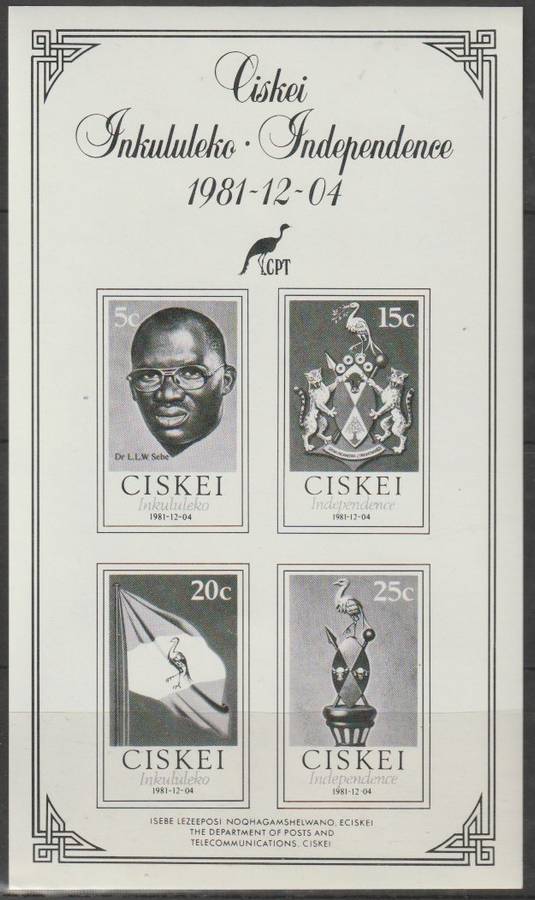 Ciskei
Inkululeko · Independence
1981-12-04
CPT
5c
Dr L.L.W. Sebe
CISKEI
Inkululeko
1981-12-04
15c
CISKEI
Independence
1981-12-04
20c
CISKEI
Inkululeko
1981-12-04
25c
CISKEI
Independence
1981-12-04
ISEBE LEZEEPOSI NOQHAGAMSHELWANO, ECISKEI
THE DEPARTMENT OF POSTS AND
TELECOMMUNICATIONS, CISKEI